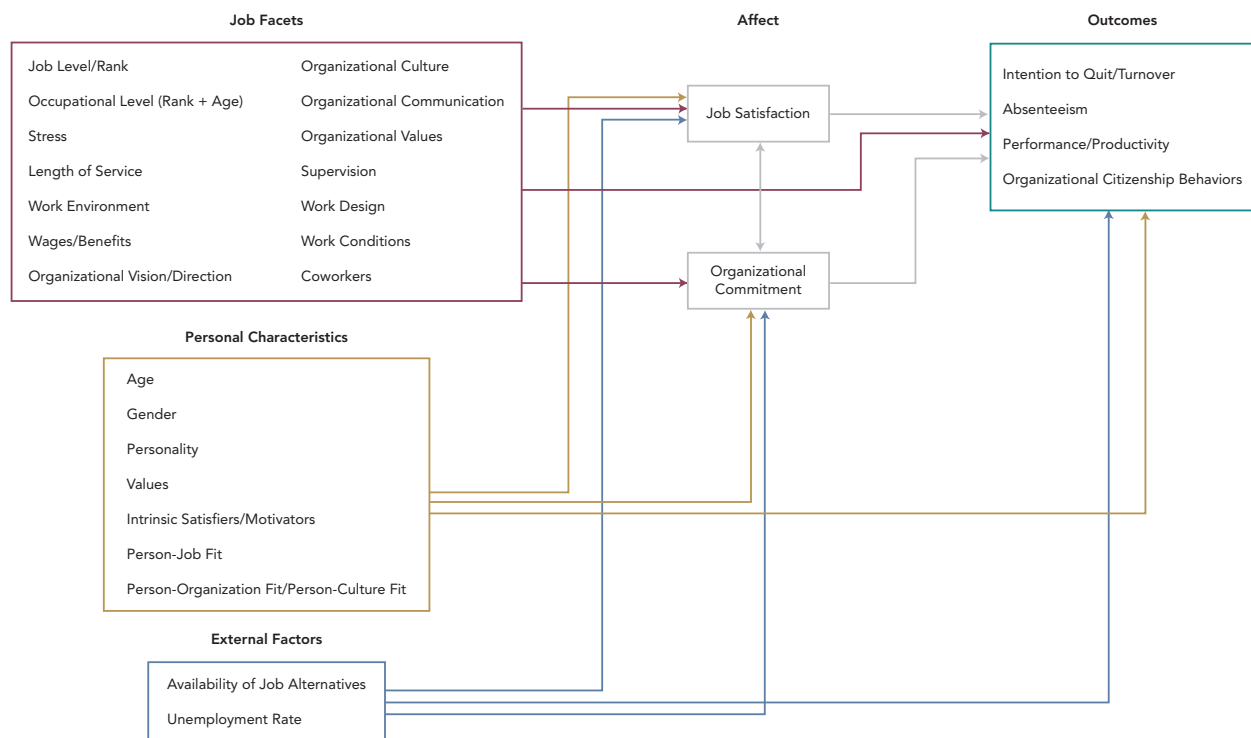 Job Facets
Affect
Outcomes
Job Level/Rank
Occupational Level (Rank + Age)
Stress
Length of Service
Work Environment
Wages/Benefits
Organizational Vision/Direction
Organizational Culture
Organizational Communication
Organizational Values
Supervision
Work Design
Work Conditions
Coworkers
Job Satisfaction
Organizational
Commitment
Intention to Quit/Turnover
Absenteeism
Performance/Productivity
Organizational Citizenship Behaviors
Personal Characteristics
Age
Gender
Personality
Values
Intrinsic Satisfiers/Motivators
Person-Job Fit
Person-Organization Fit/Person-Culture Fit
External Factors
Availability of Job Alternatives
Unemployment Rate